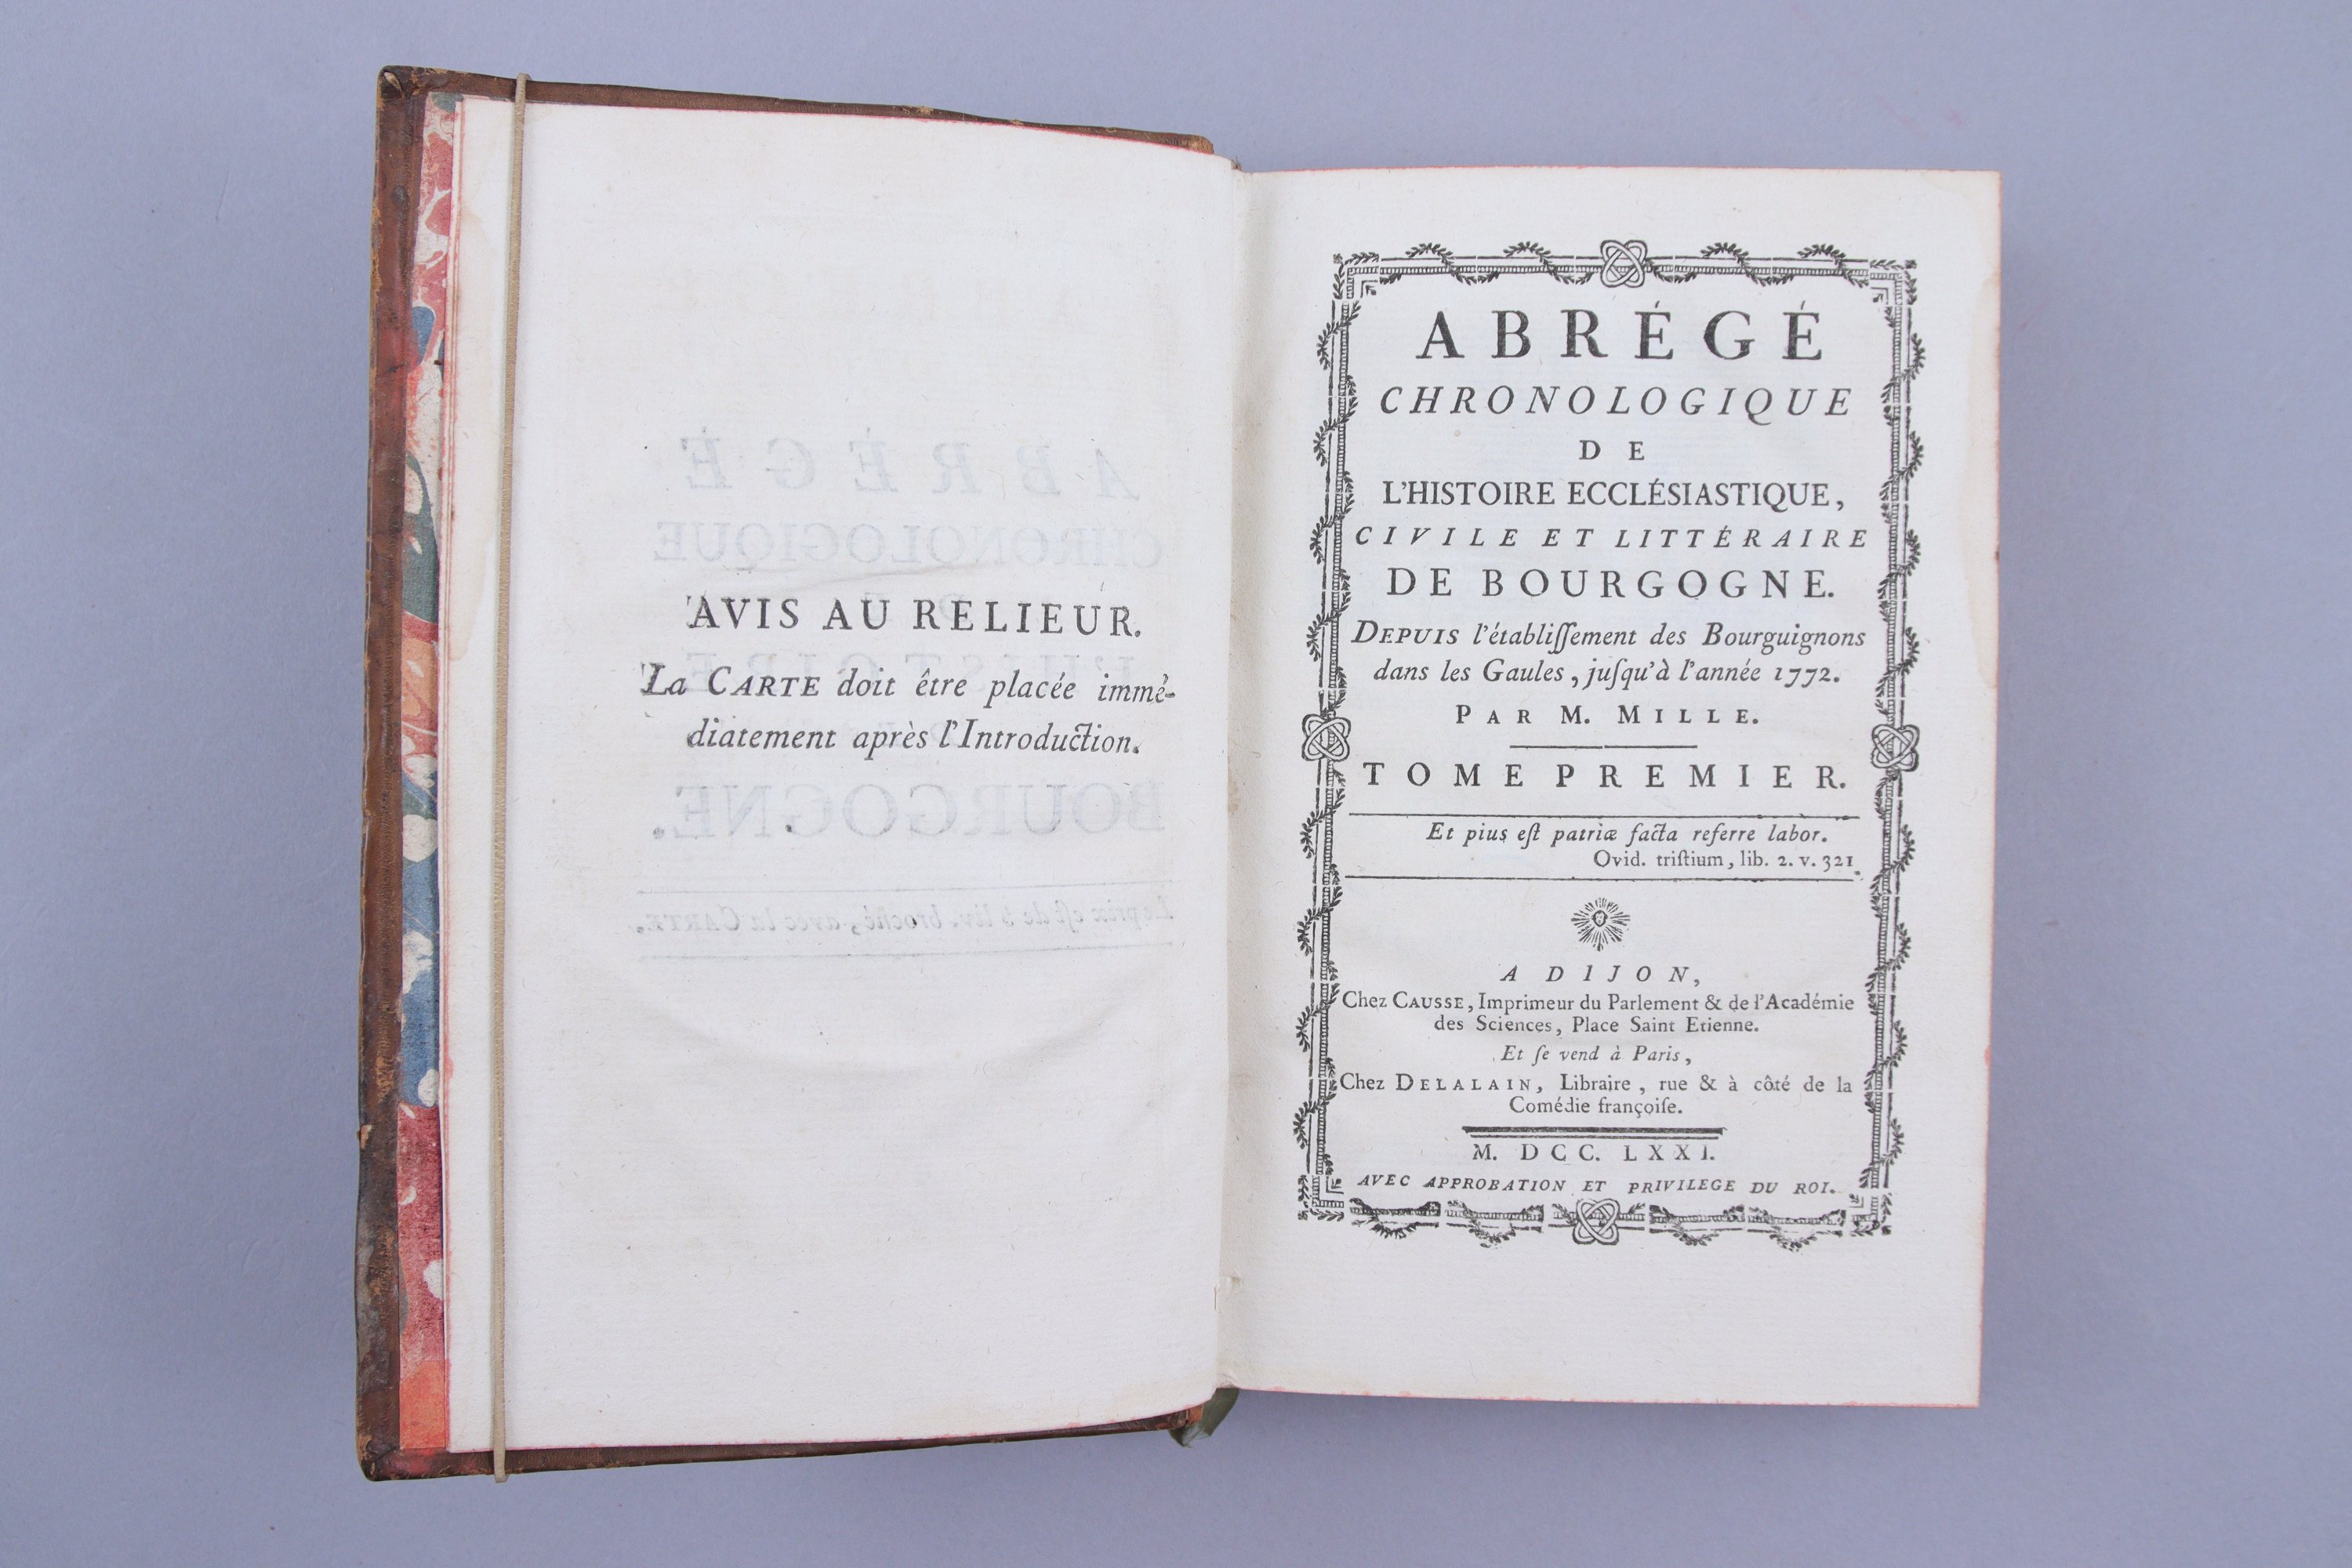 AVIS AU RELIEUR.
La CARTE doit être placée immé-
diatement après l'Introduction.
ABRÉGÉ
CHRONOLOGIQUE
DE
L'HISTOIRE ECCLÉSIASTIQUE,
CIVILE ET LITTÉRAIRE
DE BOURGOGNE.
DEPUIS l'établiſſement des Bourguignons
dans les Gaules, juſqu'à l'année 1772.
PAR M. MILLE.
TOME PREMIER.
Et pius eſt patriæ facta referre labor.
Ovid. triſtium, lib. 2. v. 321.
A DIJON,
Chez CAUSSE, Imprimeur du Parlement & de l'Académie
des Sciences, Place Saint Etienne.
Et ſe vend à Paris,
Chez DELALAIN, Libraire, rue & à côté de la
Comédie françoiſe.
M. DCC. LXXI.
AVEC APPROBATION ET PRIVILEGE DU ROI.